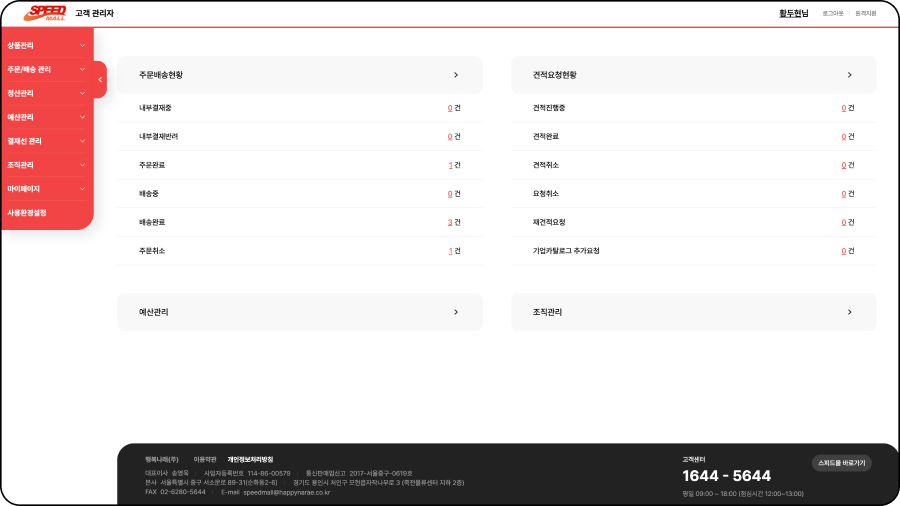 SPEED MALL 고객 관리자
황두현님 로그아웃 원격지원
상품관리
주문/배송 관리
정산관리
예산관리
결재선 관리
조직관리
마이페이지
사용환경설정
주문배송현황
내부결재중 0 건
내부결재반려 0 건
주문완료 1 건
배송중 0 건
배송완료 3 건
주문취소 1 건
견적요청현황
견적진행중 0 건
견적완료 0 건
견적취소 0 건
요청취소 0 건
재견적요청 0 건
기업카탈로그 추가요청 0 건
예산관리
조직관리
행복나래(주) 이용약관 개인정보처리방침
대표이사 송영욱 사업자등록번호 114-86-00579 통신판매업신고 2017-서울중구-0619호
본사 서울특별시 중구 서소문로 89-31(순화동2-6) 경기도 용인시 처인구 모현읍자작나무로 3 (족전물류센터 지하 2층)
FAX 02-6280-5644 E-mail speedmall@happynarae.co.kr
고객센터
1644 - 5644
평일 09:00 ~ 18:00 (점심시간 12:00~13:00)
스피드몰 바로가기